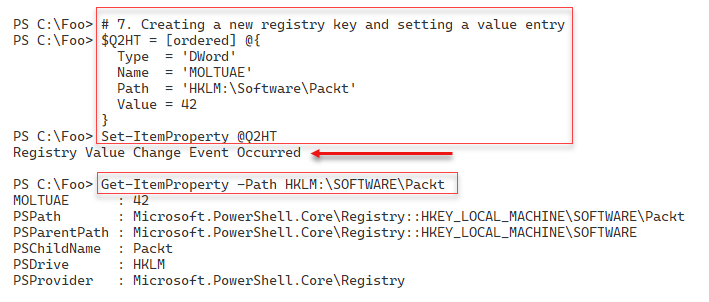 PS C:\Foo> # 7. Creating a new registry key and setting a value entry
PS C:\Foo> $Q2HT = [ordered] @{
  Type  = 'DWord'
  Name  = 'MOLTUAE'
  Path  = 'HKLM:\Software\Packt'
  Value = 42
}
PS C:\Foo> Set-ItemProperty @Q2HT
Registry Value Change Event Occurred
PS C:\Foo> Get-ItemProperty -Path HKLM:\SOFTWARE\Packt
MOLTUAE      : 42
PSPath       : Microsoft.PowerShell.Core\Registry::HKEY_LOCAL_MACHINE\SOFTWARE\Packt
PSParentPath : Microsoft.PowerShell.Core\Registry::HKEY_LOCAL_MACHINE\SOFTWARE
PSChildName  : Packt
PSDrive      : HKLM
PSProvider   : Microsoft.PowerShell.Core\Registry